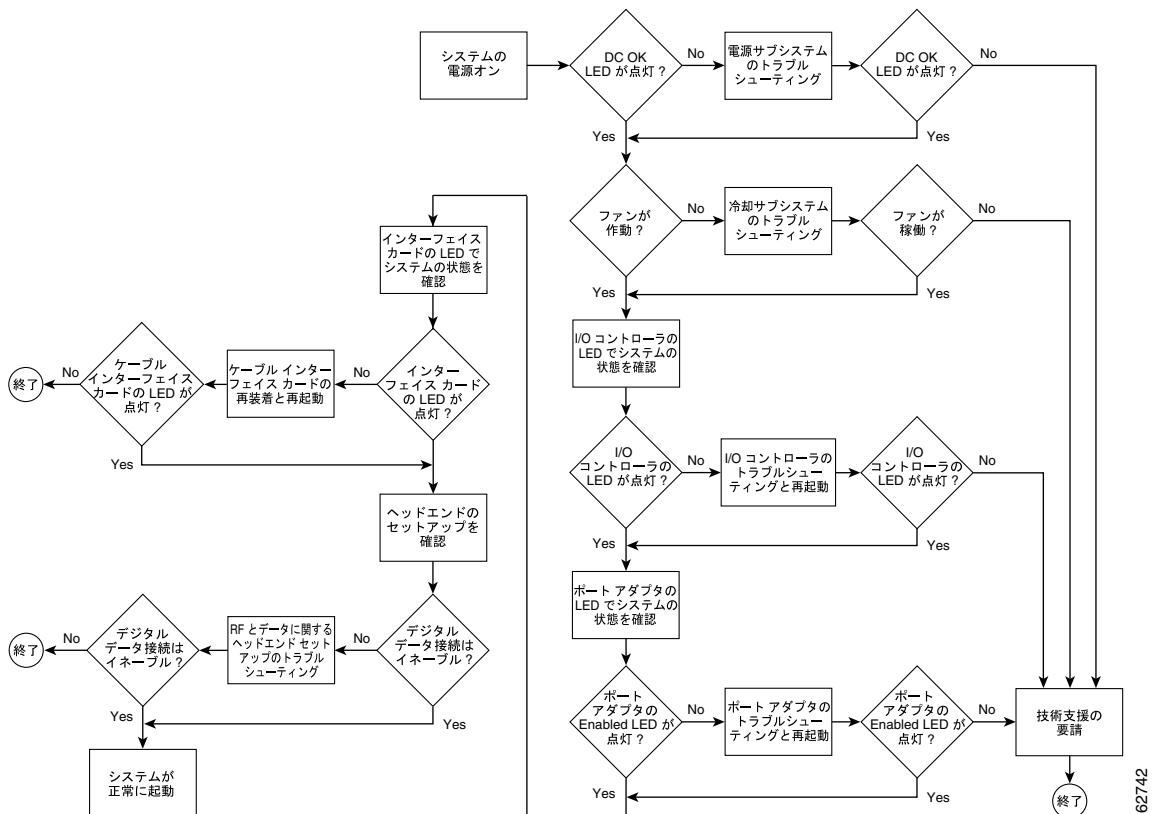 システムの
電源オン
DC OK
LED が点灯？
No
Yes
電源サブシステム
のトラブル
シューティング
DC OK
LED が点灯？
No
Yes
ファンが
作動？
No
Yes
冷却サブシステム
のトラブル
シューティング
ファンが
稼働？
No
Yes
I/O コントローラの
LED でシステムの
状態を確認
I/O
コントローラの
LED が点灯？
No
Yes
I/O コントローラの
トラブルシュー
ティングと再起動
I/O
コントローラの
LED が点灯？
No
Yes
ポート アダプタの
LED でシステムの
状態を確認
ポート
アダプタの
Enabled LED が
点灯？
No
Yes
ポート アダプタの
トラブルシュー
ティングと再起動
ポート
アダプタの
Enabled LED が
点灯？
No
Yes
技術支援の
要請
終了
インターフェイス
カードの LED で
システムの状態を
確認
インター
フェイス カード
の LED が
点灯？
No
ケーブル インター
フェイス カードの
再装着と再起動
ケーブル
インターフェイス
カードの LED が
点灯？
No
終了
Yes
ヘッドエンドの
セットアップを
確認
デジタル
データ接続は
イネーブル？
No
Yes
RF とデータに関する
ヘッドエンド セット
アップのトラブル
シューティング
デジタル
データ接続は
イネーブル？
No
終了
Yes
システムが
正常に起動
62742